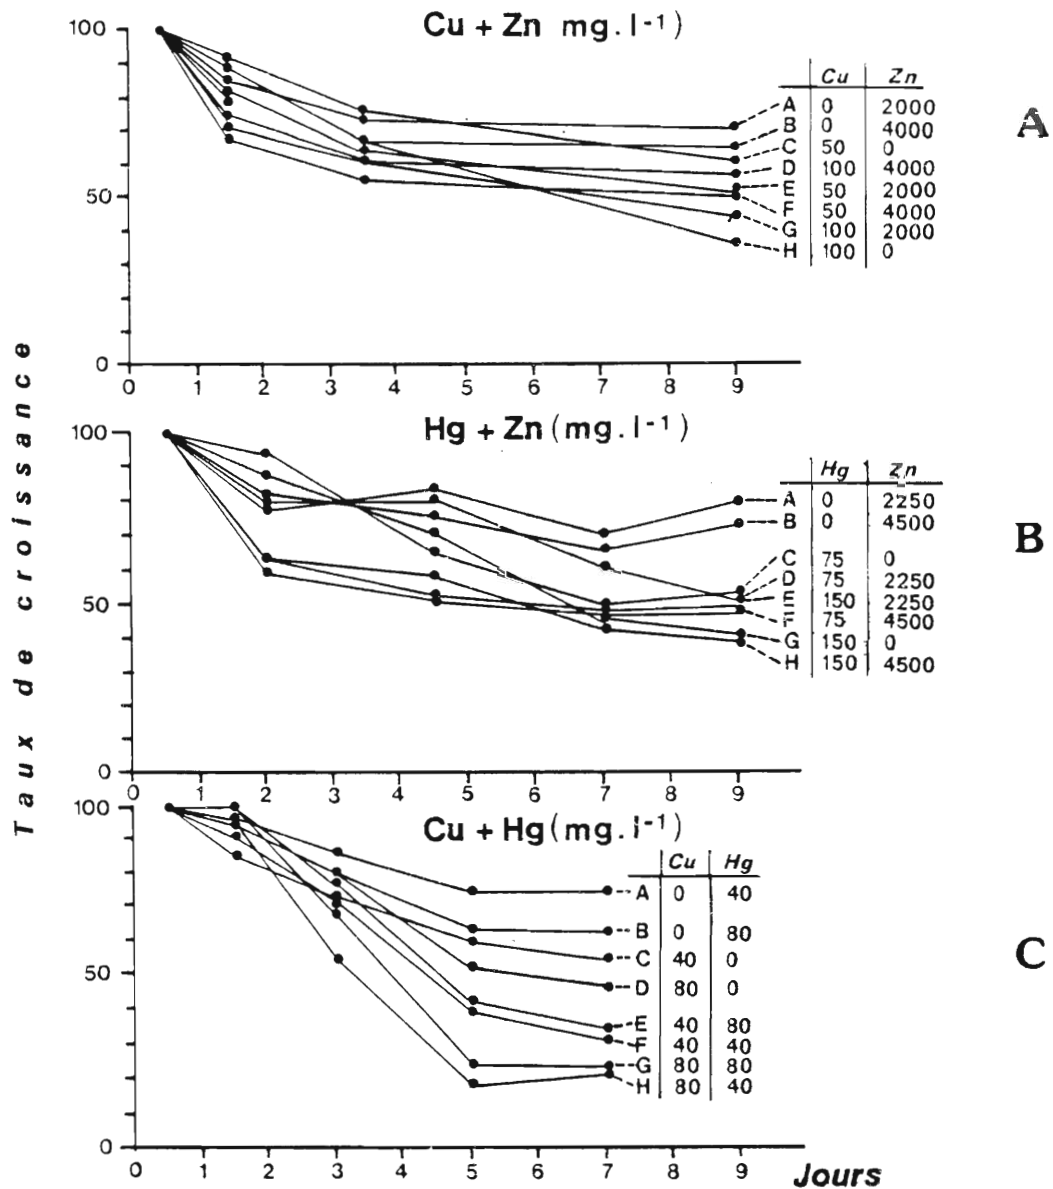 Taux de croissance
Cu + Zn mg.l-1)
A
100
50
0
0 1 2 3 4 5 6 7 8 9
Cu Zn
A 0 2000
B 0 4000
C 50 0
D 100 4000
E 50 2000
F 50 4000
G 100 2000
H 100 0
Hg + Zn (mg.l-1)
B
100
50
0
0 1 2 3 4 5 6 7 8 9
Hg Zn
A 0 2250
B 0 4500
C 75 0
D 75 2250
E 150 2250
F 75 4500
G 150 0
H 150 4500
Cu + Hg (mg.l-1)
C
100
50
0
0 1 2 3 4 5 6 7 8 9
Jours
Cu Hg
A 0 40
B 0 80
C 40 0
D 80 0
E 40 80
F 40 40
G 80 80
H 80 40